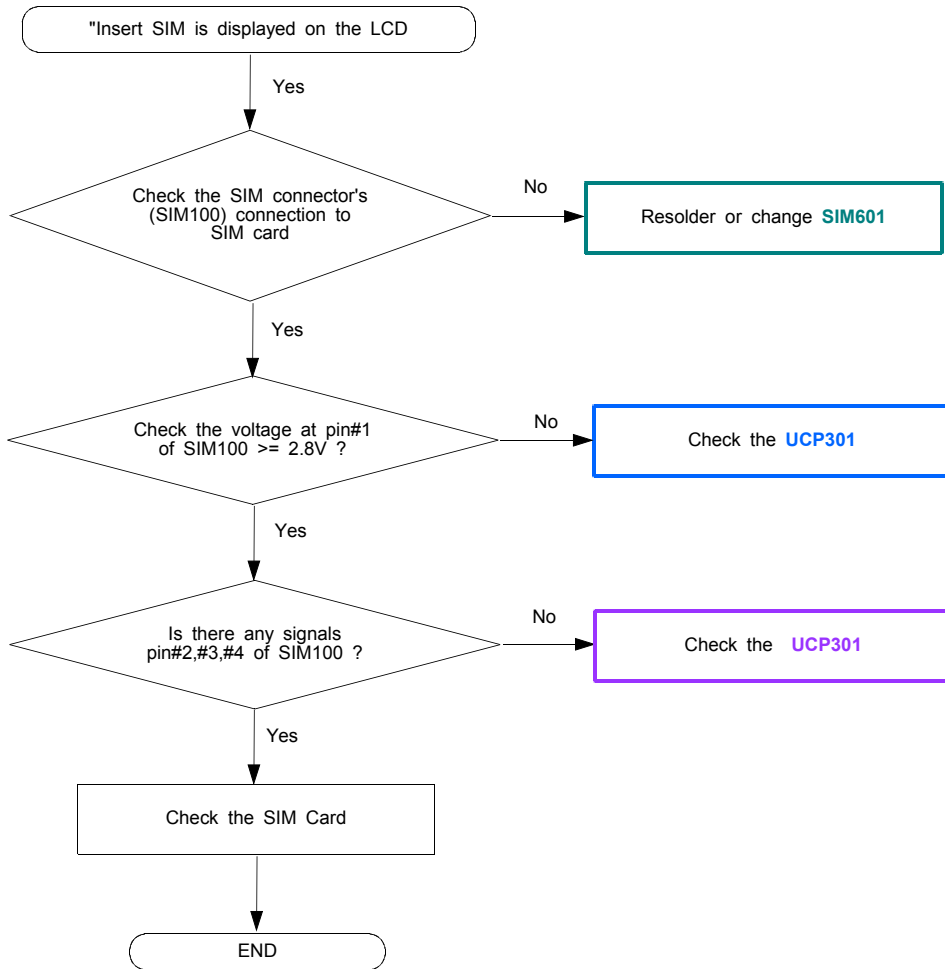 "Insert SIM is displayed on the LCD
Yes
Check the SIM connector's
(SIM100) connection to
SIM card
No
Resolder or change SIM601
Yes
Check the voltage at pin#1
of SIM100 >= 2.8V ?
No
Check the UCP301
Yes
Is there any signals
pin#2,#3,#4 of SIM100 ?
No
Check the UCP301
Yes
Check the SIM Card
END